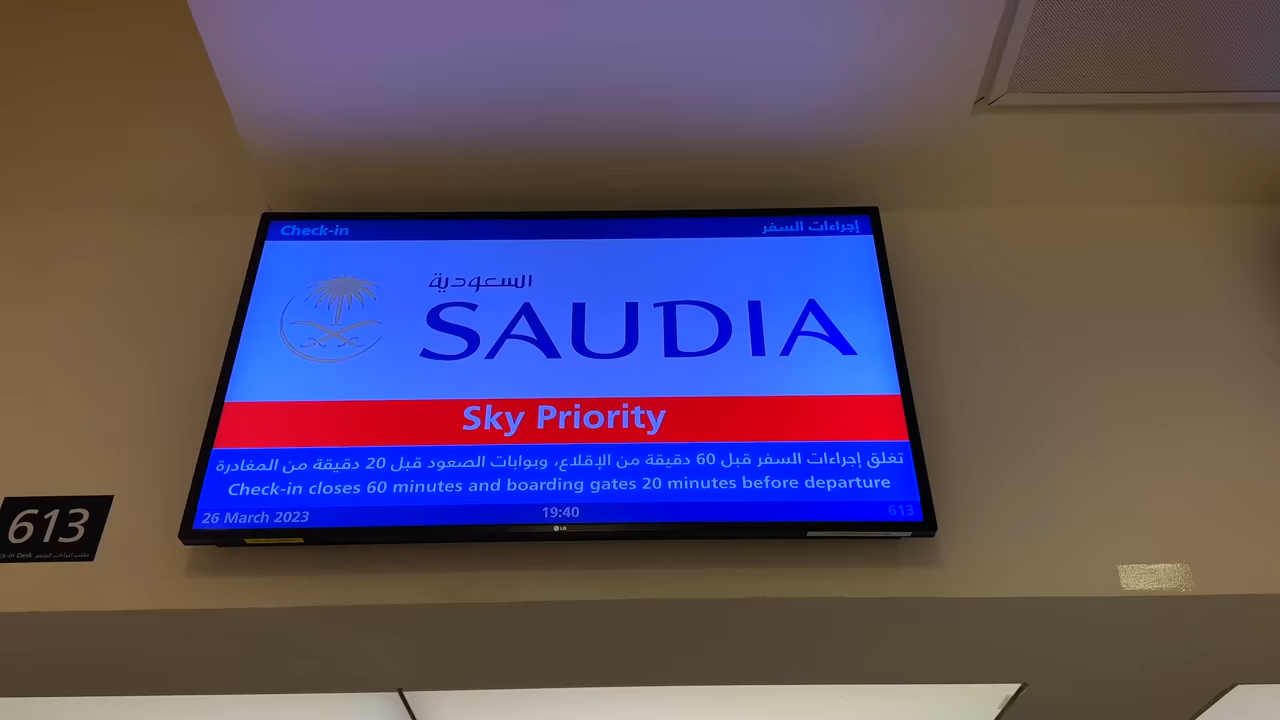 Check-in
إجراءات السفر
السعودية
SAUDIA
Sky Priority
تغلق إجراءات السفر قبل 60 دقيقة من الإقلاع، وبوابات الصعود قبل 20 دقيقة من المغادرة
Check-in closes 60 minutes and boarding gates 20 minutes before departure
26 March 2023
19:40
613
LG
613